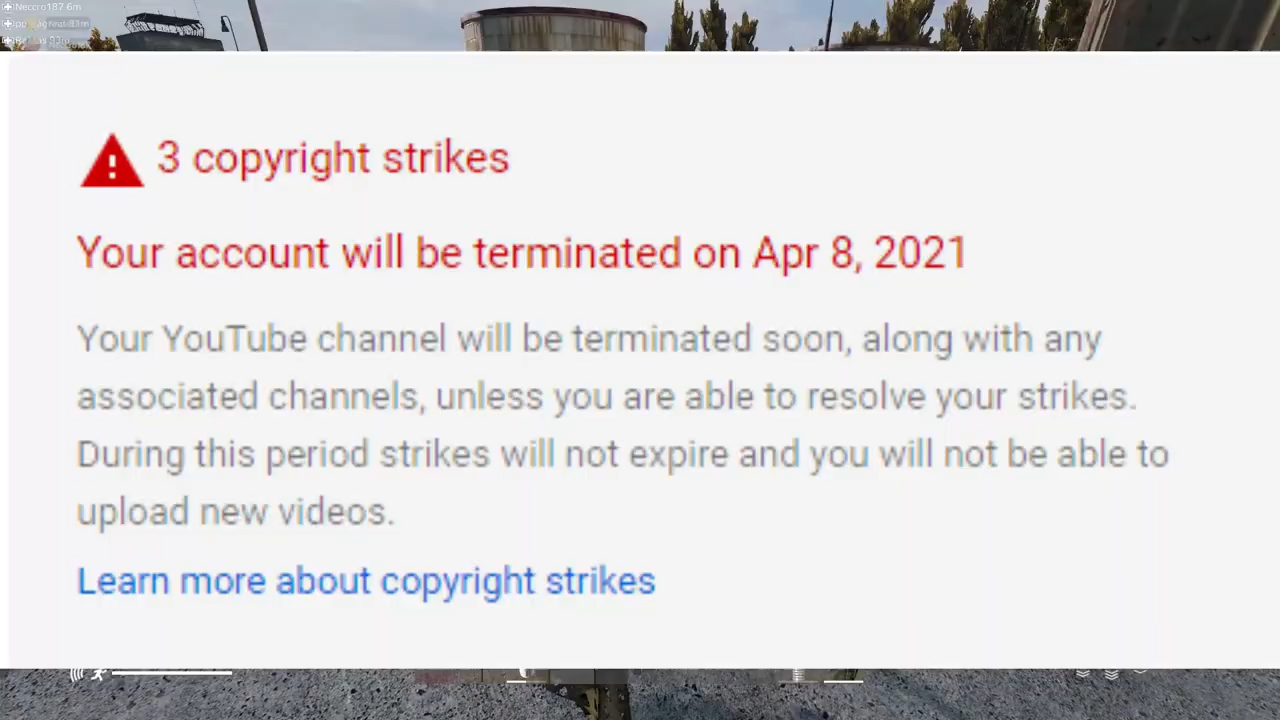 Neccro187.6m
3 copyright strikes
Your account will be terminated on Apr 8, 2021
Your YouTube channel will be terminated soon, along with any
associated channels, unless you are able to resolve your strikes.
During this period strikes will not expire and you will not be able to
upload new videos.
Learn more about copyright strikes